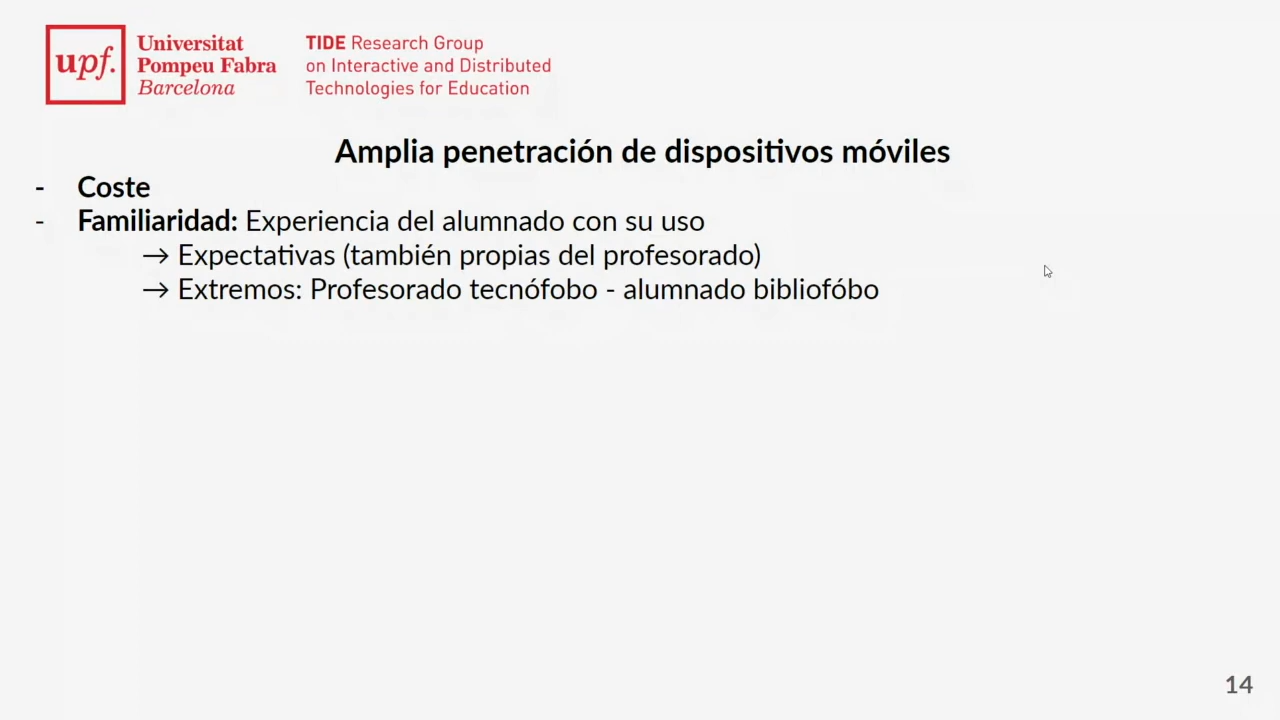 upf.
Universitat
Pompeu Fabra
Barcelona
TIDE Research Group
on Interactive and Distributed
Technologies for Education
Amplia penetración de dispositivos móviles
- Coste
- Familiaridad: Experiencia del alumnado con su uso
→ Expectativas (también propias del profesorado)
→ Extremos: Profesorado tecnófobo - alumnado bibliofóbo
14